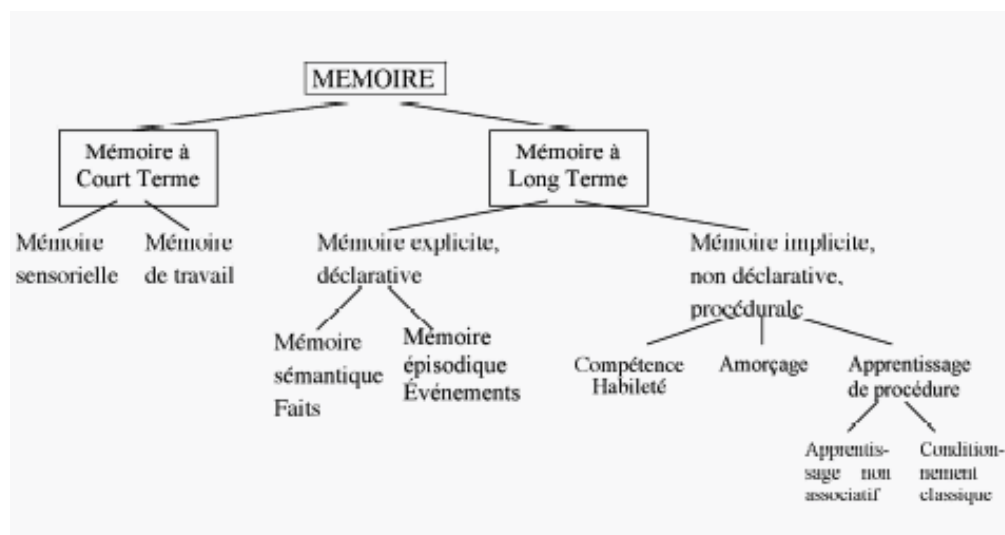 MEMOIRE
Mémoire à
Court Terme
Mémoire à
Long Terme
Mémoire
sensorielle
Mémoire
de travail
Mémoire explicite,
déclarative
Mémoire implicite,
non déclarative,
procédurale
Mémoire
sémantique
Faits
Mémoire
épisodique
Événements
Compétence
Habileté
Amorçage
Apprentissage
de procédure
Apprentis-
sage non
associatif
Condition-
nement
classique